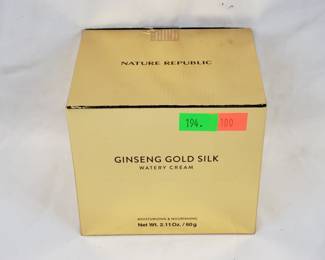 NATURE REPUBLIC
194. 100
GINSENG GOLD SILK
WATERY CREAM
MOISTURIZING & NOURISHING
Net Wt. 2.11 Oz. / 60g